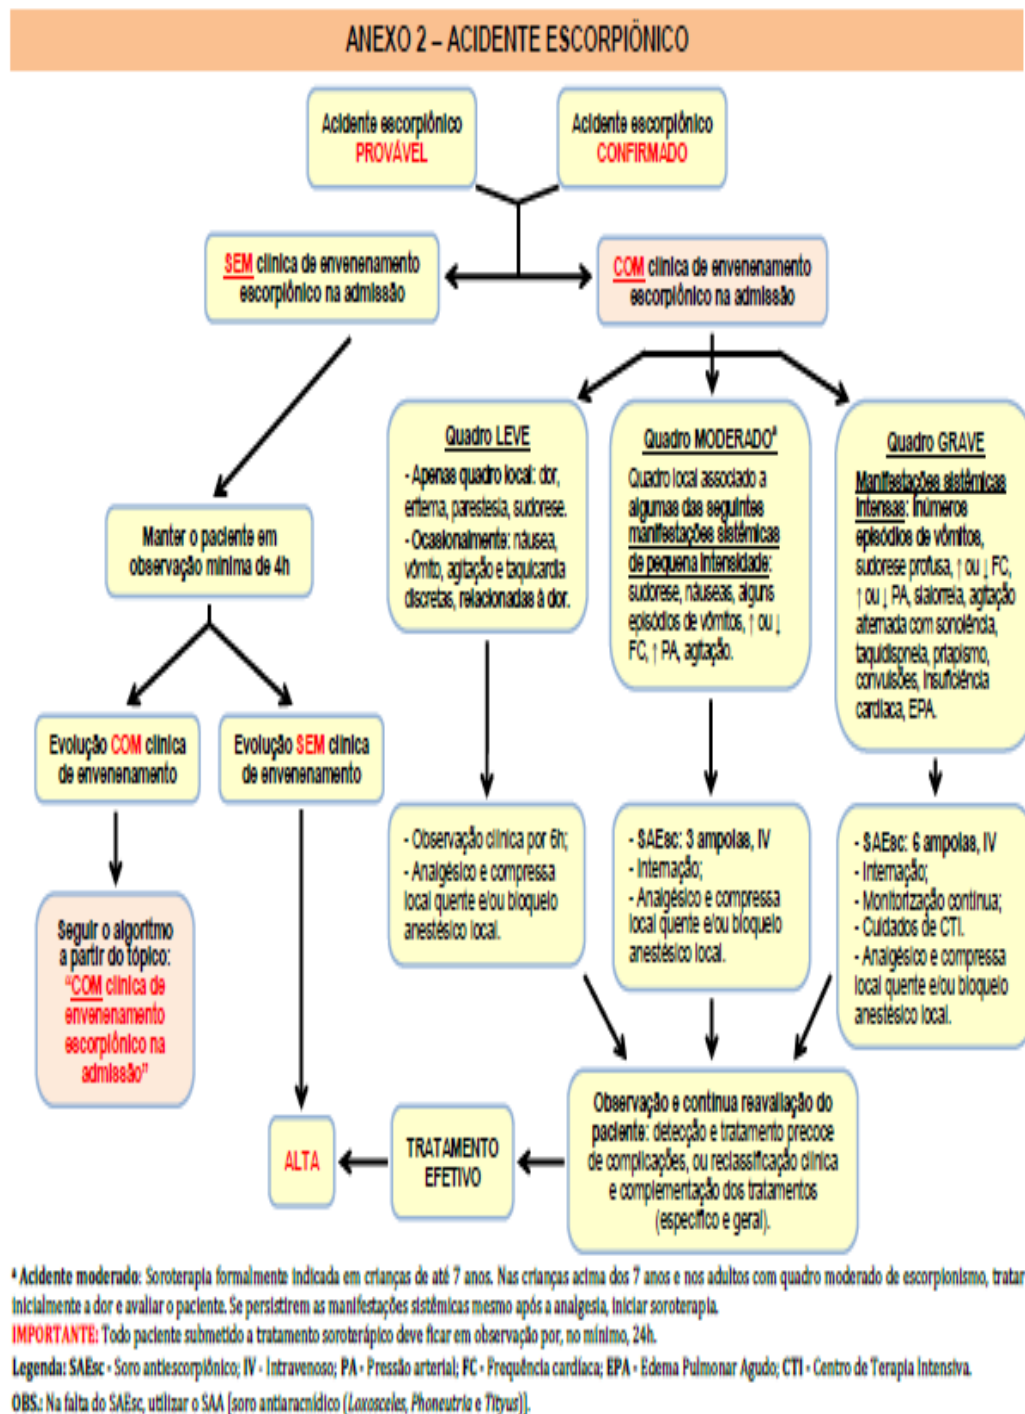 ANEXO 2 – ACIDENTE ESCORPIÔNICO
Acidente escorpiônico
PROVÁVEL
Acidente escorpiônico
CONFIRMADO
SEM clínica de envenenamento
escorpiônico na admissão
COM clínica de envenenamento
escorpiônico na admissão
Quadro LEVE
- Apenas quadro local: dor,
eritema, parestesia, sudorese.
- Ocasionalmente: náusea,
vômito, agitação e taquicardia
discretas, relacionadas à dor.
Quadro MODERADOª
Quadro local associado a
algumas das seguintes
manifestações sistêmicas
de pequena intensidade:
sudorese, náuseas, alguns
episódios de vômitos, ↑ ou ↓
FC, ↑ PA, agitação.
Quadro GRAVE
Manifestações sistêmicas
intensas: inúmeros
episódios de vômitos,
sudorese profusa, ↑ ou ↓ FC,
↑ ou ↓ PA, sialorreia, agitação
alternada com sonolência,
taquidispneia, priapismo,
convulsões, insuficiência
cardíaca, EPA.
Manter o paciente em
observação mínima de 4h
Evolução COM clínica
de envenenamento
Evolução SEM clínica
de envenenamento
- Observação clínica por 6h;
- Analgésico e compressa
local quente e/ou bloqueio
anestésico local.
- SAEsc: 3 ampolas, IV
- Internação;
- Analgésico e compressa
local quente e/ou bloqueio
anestésico local.
- SAEsc: 6 ampolas, IV
- Internação;
- Monitorização contínua;
- Cuidados de CTI.
- Analgésico e compressa
local quente e/ou bloqueio
anestésico local.
Seguir o algoritmo
a partir do tópico:
“COM clínica de
envenenamento
escorpiônico na
admissão”
Observação e contínua reavaliação do
paciente: detecção e tratamento precoce
de complicações, ou reclassificação clínica
e complementação dos tratamentos
(específico e geral).
TRATAMENTO
EFETIVO
ALTA
ª Acidente moderado: Soroterapia formalmente indicada em crianças de até 7 anos. Nas crianças acima dos 7 anos e nos adultos com quadro moderado de escorpionismo, tratar
inicialmente a dor e avaliar o paciente. Se persistirem as manifestações sistêmicas mesmo após a analgesia, iniciar soroterapia.
IMPORTANTE: Todo paciente submetido a tratamento soroterápico deve ficar em observação por, no mínimo, 24h.
Legenda: SAEsc - Soro antiescorpiônico; IV - Intravenoso; PA - Pressão arterial; FC - Frequência cardíaca; EPA - Edema Pulmonar Agudo; CTI - Centro de Terapia Intensiva.
OBS.: Na falta do SAEsc, utilizar o SAA [soro antiaracnídico (Loxosceles, Phoneutria e Tityus)].